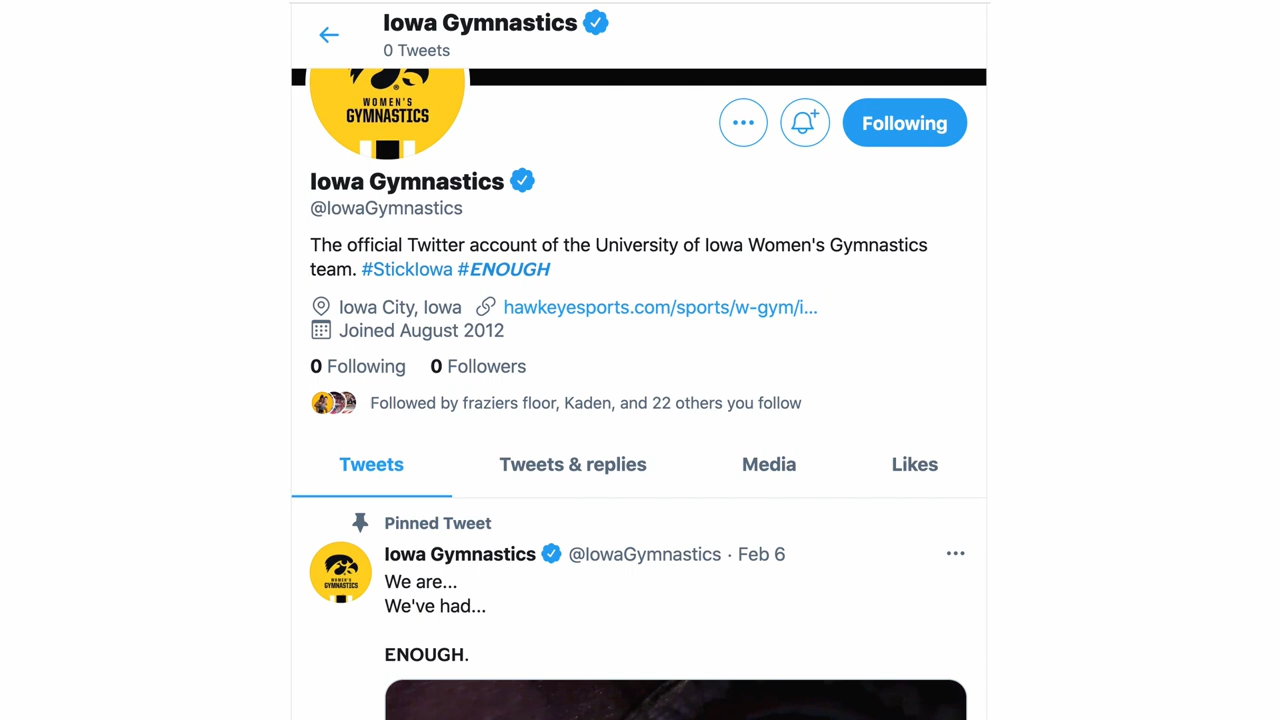 Iowa Gymnastics
0 Tweets
WOMEN'S
GYMNASTICS
Following
Iowa Gymnastics
@IowaGymnastics
The official Twitter account of the University of Iowa Women's Gymnastics
team. #StickIowa #ENOUGH
Iowa City, Iowa hawkeyesports.com/sports/w-gym/i...
Joined August 2012
0 Following 0 Followers
Followed by fraziers floor, Kaden, and 22 others you follow
Tweets Tweets & replies Media Likes
Pinned Tweet
Iowa Gymnastics @IowaGymnastics · Feb 6
WOMEN'S
GYMNASTICS
We are...
We've had...
ENOUGH.